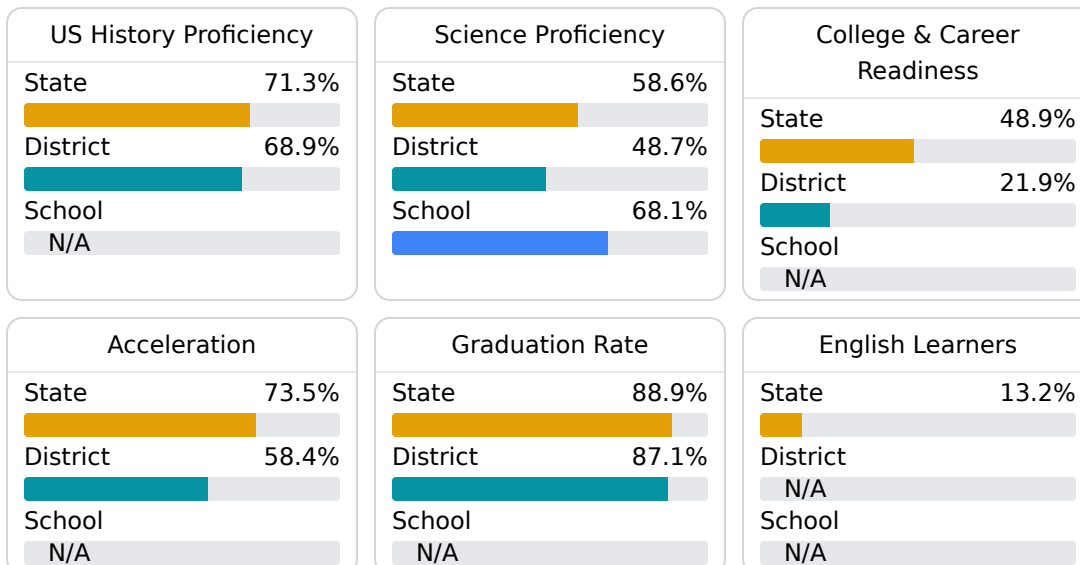 US History Proficiency
State 71.3%
District 68.9%
School
N/A
Science Proficiency
State 58.6%
District 48.7%
School 68.1%
College & Career
Readiness
State 48.9%
District 21.9%
School
N/A
Acceleration
State 73.5%
District 58.4%
School
N/A
Graduation Rate
State 88.9%
District 87.1%
School
N/A
English Learners
State 13.2%
District
N/A
School
N/A